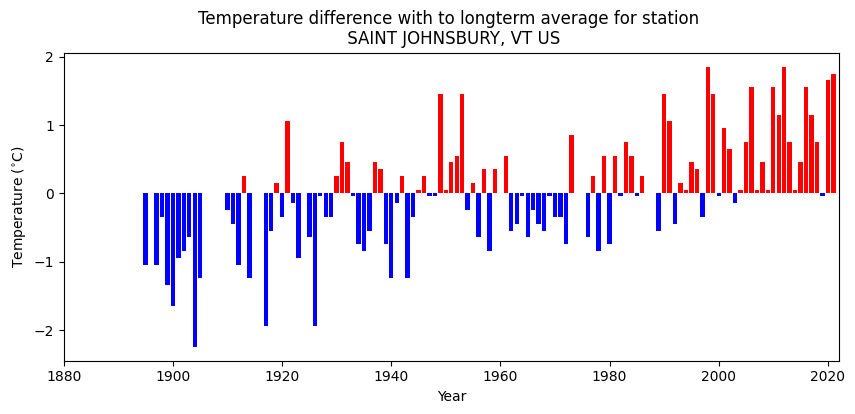 Temperature difference with to longterm average for station
SAINT JOHNSBURY, VT US
2
1
0
−1
−2
Temperature (°C)
1880 1900 1920 1940 1960 1980 2000 2020
Year